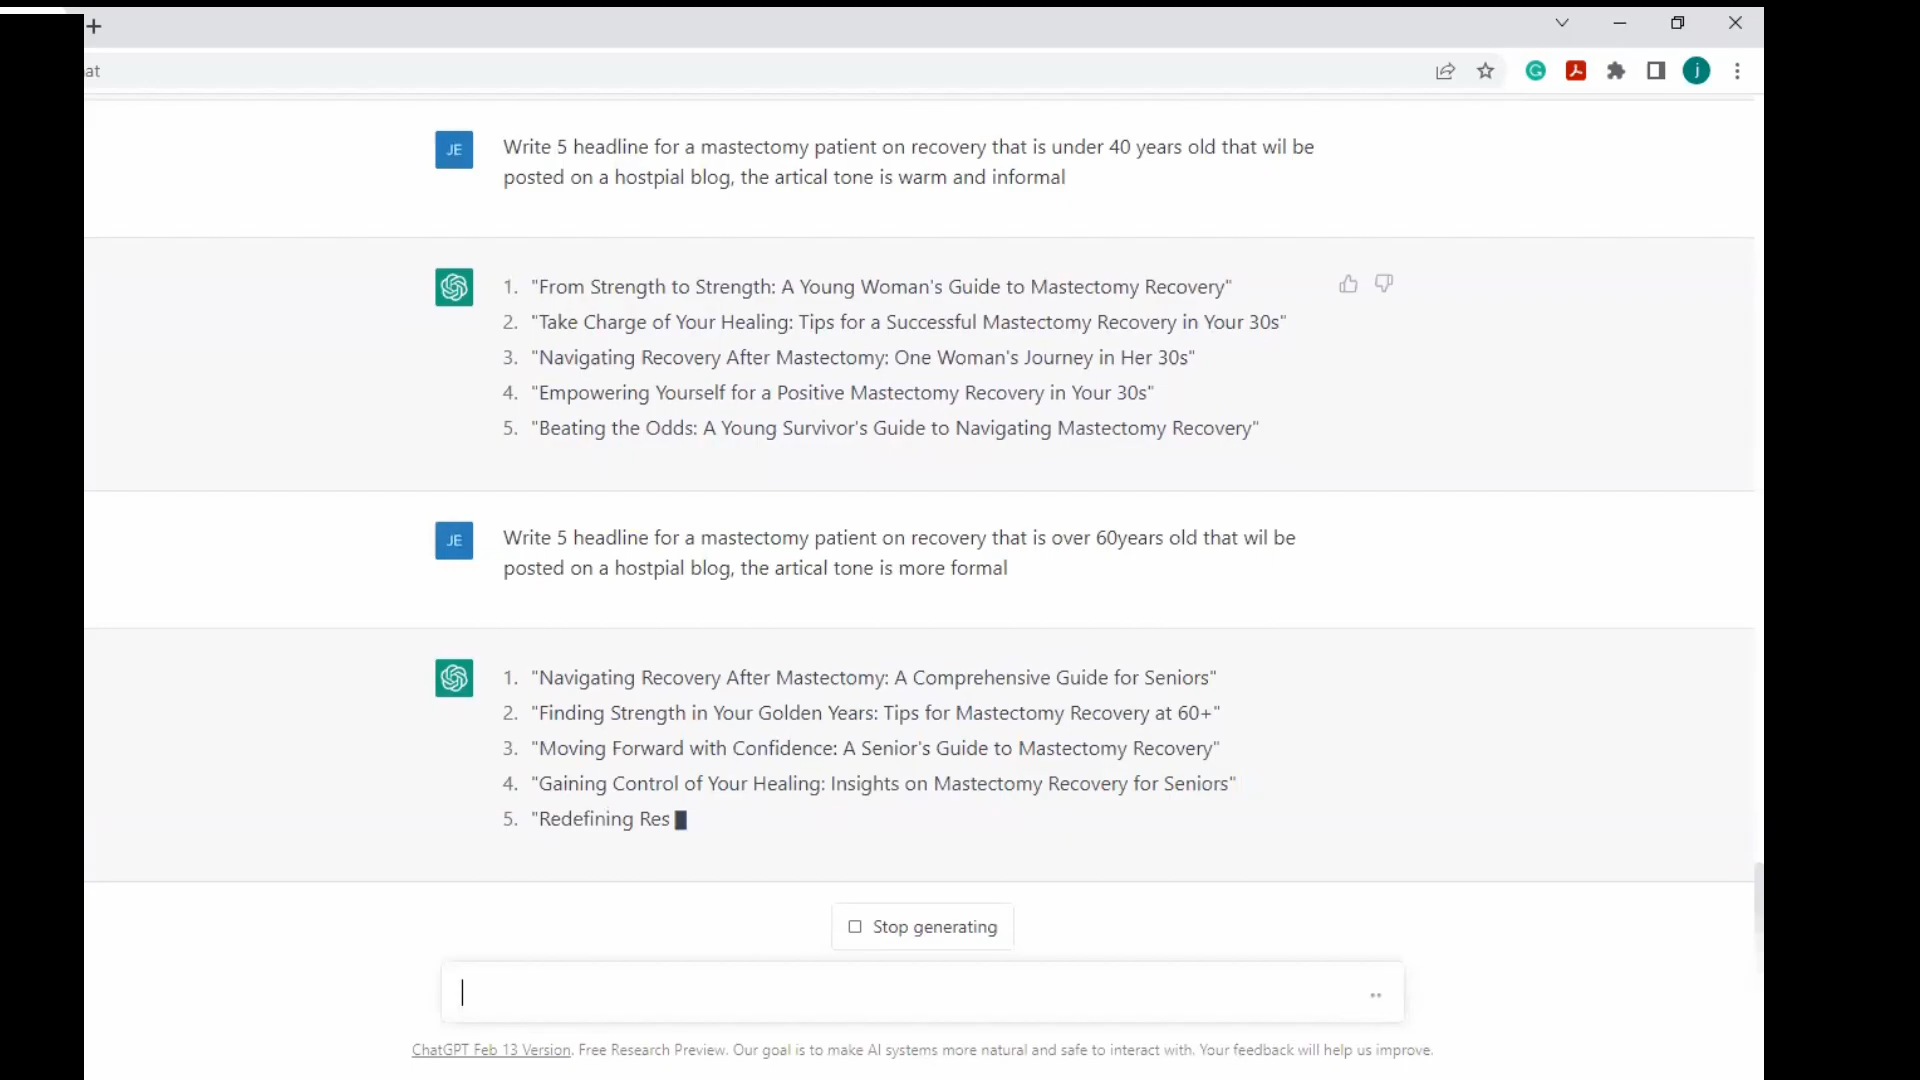 at
j
JE
Write 5 headline for a mastectomy patient on recovery that is under 40 years old that wil be
posted on a hostpial blog, the artical tone is warm and informal
1. "From Strength to Strength: A Young Woman's Guide to Mastectomy Recovery"
2. "Take Charge of Your Healing: Tips for a Successful Mastectomy Recovery in Your 30s"
3. "Navigating Recovery After Mastectomy: One Woman's Journey in Her 30s"
4. "Empowering Yourself for a Positive Mastectomy Recovery in Your 30s"
5. "Beating the Odds: A Young Survivor's Guide to Navigating Mastectomy Recovery"
JE
Write 5 headline for a mastectomy patient on recovery that is over 60years old that wil be
posted on a hostpial blog, the artical tone is more formal
1. "Navigating Recovery After Mastectomy: A Comprehensive Guide for Seniors"
2. "Finding Strength in Your Golden Years: Tips for Mastectomy Recovery at 60+"
3. "Moving Forward with Confidence: A Senior's Guide to Mastectomy Recovery"
4. "Gaining Control of Your Healing: Insights on Mastectomy Recovery for Seniors"
5. "Redefining Res
Stop generating
ChatGPT Feb 13 Version. Free Research Preview. Our goal is to make AI systems more natural and safe to interact with. Your feedback will help us improve.